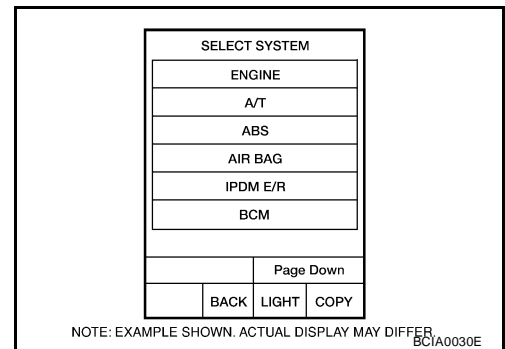 SELECT SYSTEM
ENGINE
A/T
ABS
AIR BAG
IPDM E/R
BCM
Page Down
BACK LIGHT COPY
NOTE: EXAMPLE SHOWN. ACTUAL DISPLAY MAY DIFFER.
BCIA0030E